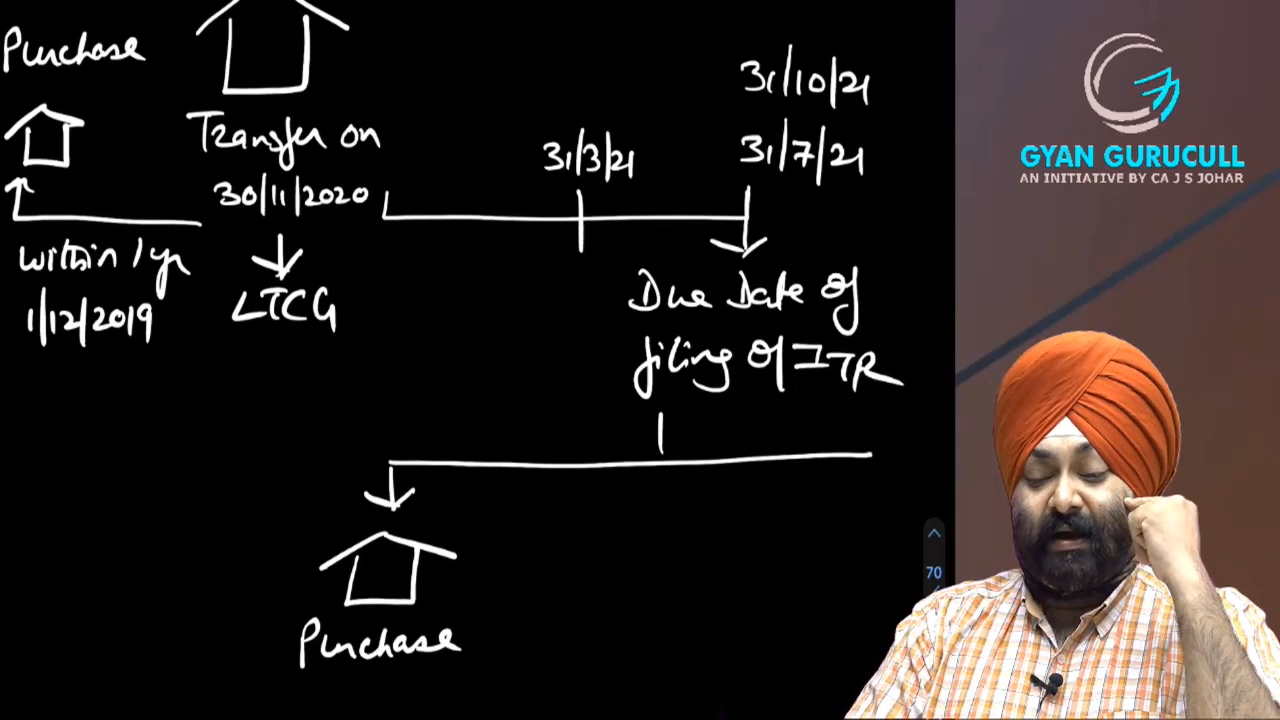 Purchase
Transfer on
30/11/2020
LTCG
within 1 yr
1/12/2019
31/3/21
31/10/21
31/7/21
Due Date of
filing of ITR
Purchase
70
GYAN GURUCULL
AN INITIATIVE BY CA J S JOHAR